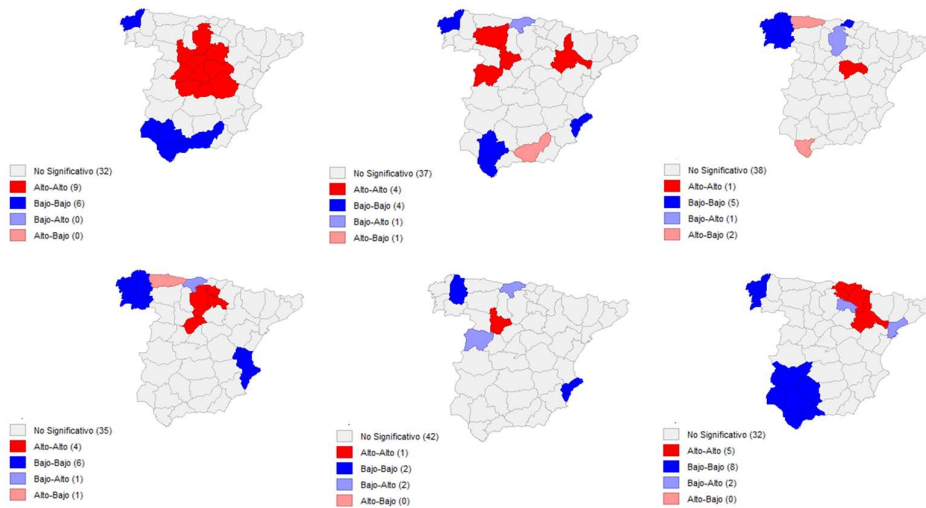 No Significativo (32)
Alto-Alto (9)
Bajo-Bajo (6)
Bajo-Alto (0)
Alto-Bajo (0)
No Significativo (37)
Alto-Alto (4)
Bajo-Bajo (4)
Bajo-Alto (1)
Alto-Bajo (1)
No Significativo (38)
Alto-Alto (1)
Bajo-Bajo (5)
Bajo-Alto (1)
Alto-Bajo (2)
No Significativo (35)
Alto-Alto (4)
Bajo-Bajo (6)
Bajo-Alto (1)
Alto-Bajo (1)
No Significativo (42)
Alto-Alto (1)
Bajo-Bajo (2)
Bajo-Alto (2)
Alto-Bajo (0)
No Significativo (32)
Alto-Alto (5)
Bajo-Bajo (8)
Bajo-Alto (2)
Alto-Bajo (0)